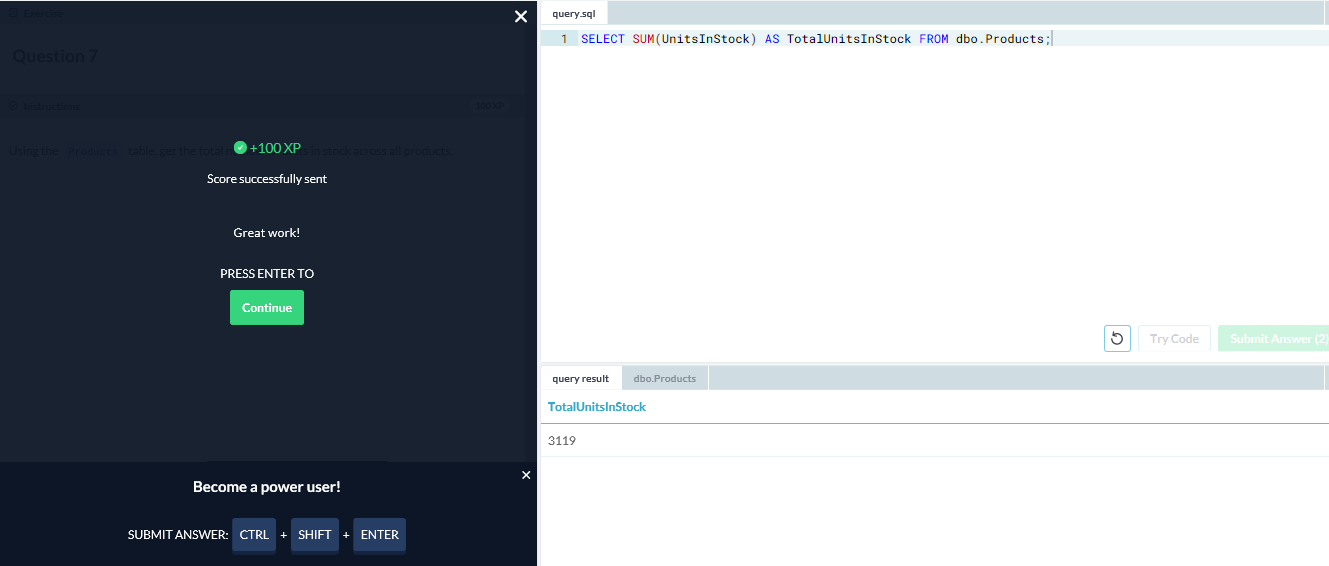 Exercise
Question 7
Instructions
100 XP
Using the Products table, get the total in stock across all products.
+100 XP
Score successfully sent
Great work!
PRESS ENTER TO
Continue
Become a power user!
SUBMIT ANSWER: CTRL + SHIFT + ENTER
query.sql
1 SELECT SUM(UnitsInStock) AS TotalUnitsInStock FROM dbo.Products;
Try Code
Submit Answer (2)
query result
dbo.Products
TotalUnitsInStock
3119